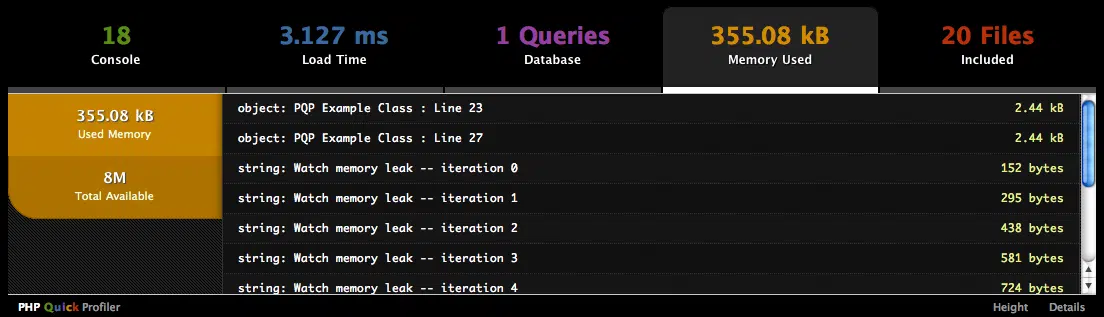 18 3.127 ms 1 Queries 355.08 kB 20 Files
Console Load Time Database Memory Used Included
355.08 kB
Used Memory
8M
Total Available
object: PQP Example Class : Line 23 2.44 kB
object: PQP Example Class : Line 27 2.44 kB
string: Watch memory leak -- iteration 0 152 bytes
string: Watch memory leak -- iteration 1 295 bytes
string: Watch memory leak -- iteration 2 438 bytes
string: Watch memory leak -- iteration 3 581 bytes
string: Watch memory leak -- iteration 4 724 bytes
PHP Quick Profiler Height Details